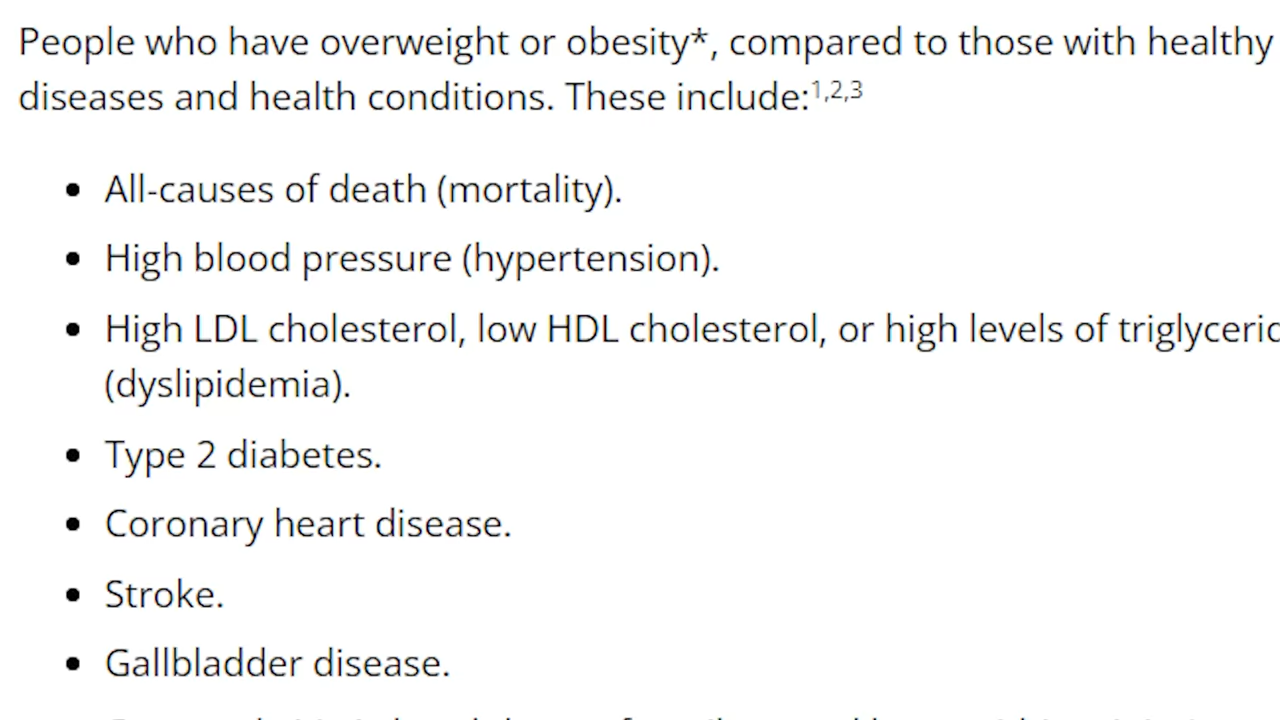 People who have overweight or obesity*, compared to those with healthy
diseases and health conditions. These include:1,2,3
• All-causes of death (mortality).
• High blood pressure (hypertension).
• High LDL cholesterol, low HDL cholesterol, or high levels of
(dyslipidemia).
• Type 2 diabetes.
• Coronary heart disease.
• Stroke.
• Gallbladder disease.